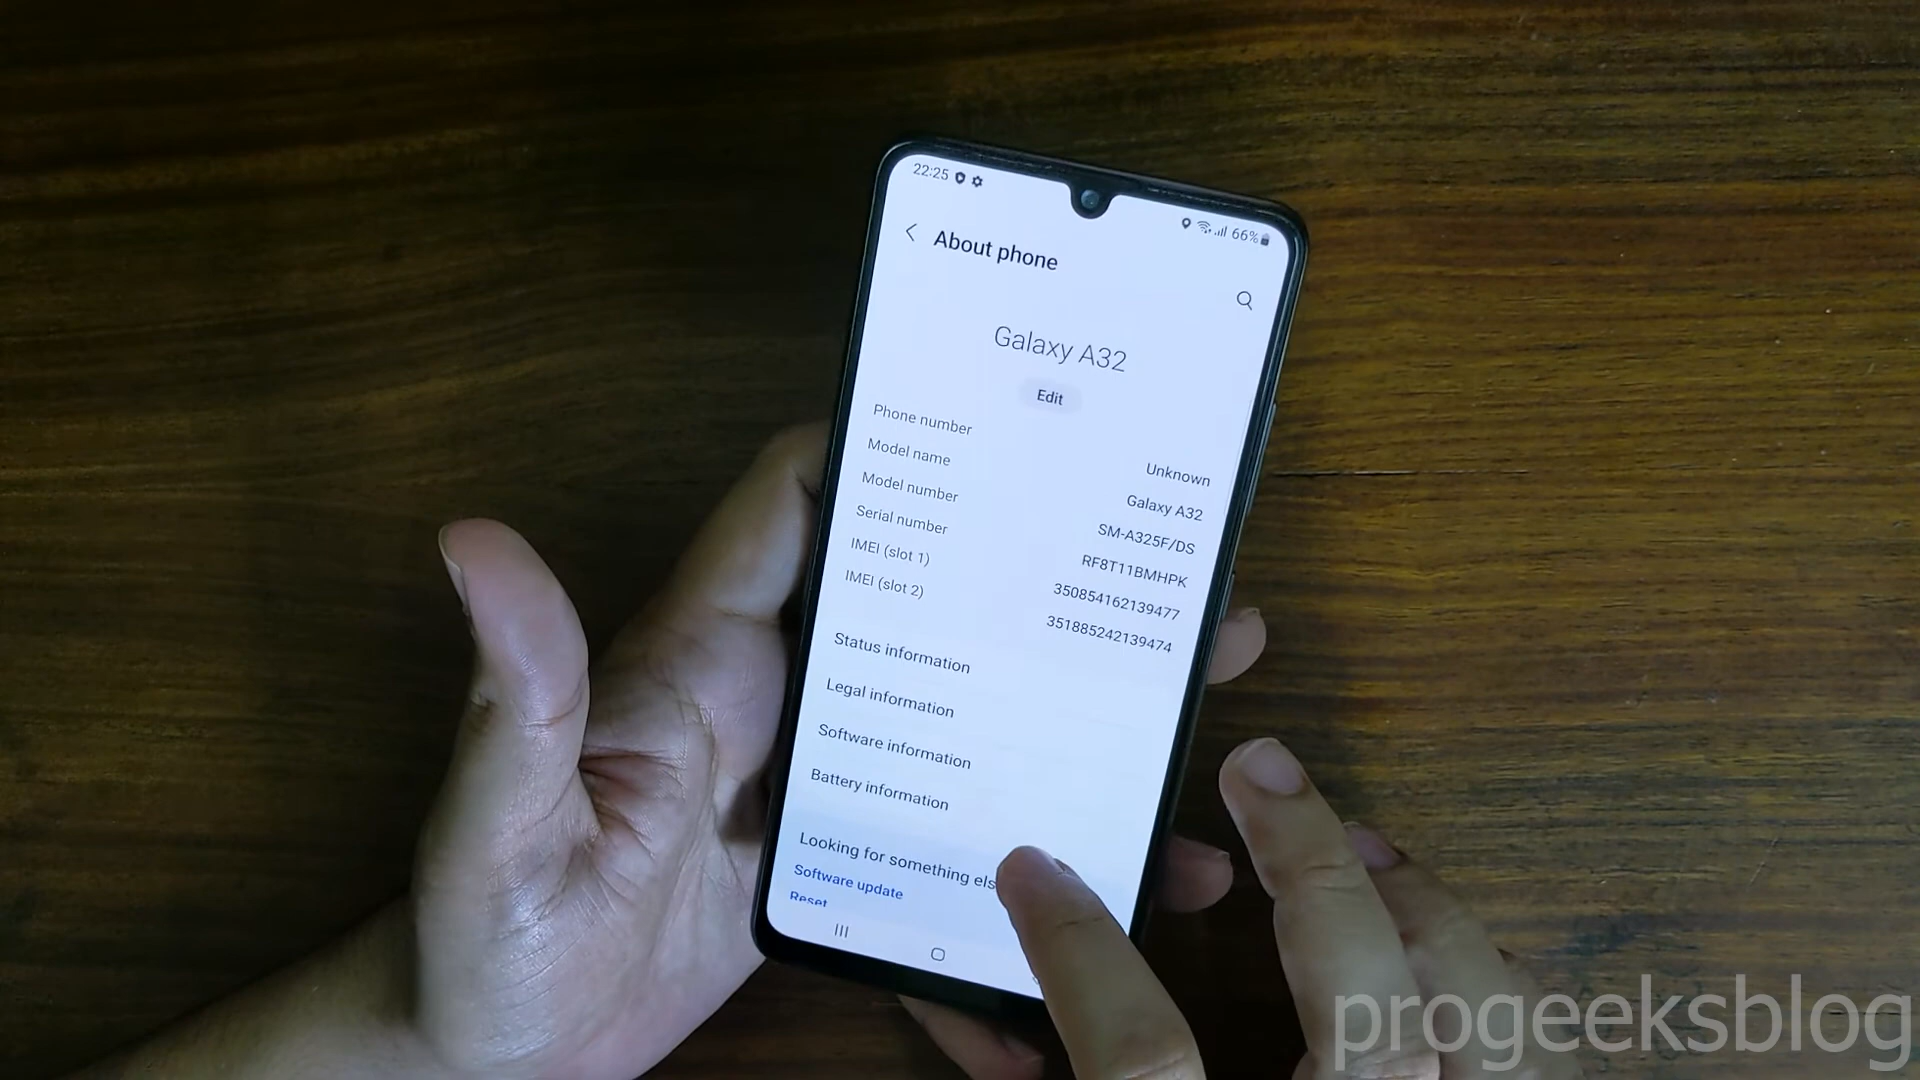 22:25
66%
About phone
Galaxy A32
Edit
Phone number
Unknown
Model name
Galaxy A32
Model number
SM-A325F/DS
Serial number
RF8T11BMHPK
IMEI (slot 1)
350854162139477
IMEI (slot 2)
351885242139474
Status information
Legal information
Software information
Battery information
Looking for something els
Software update
Reset
progeeksblog